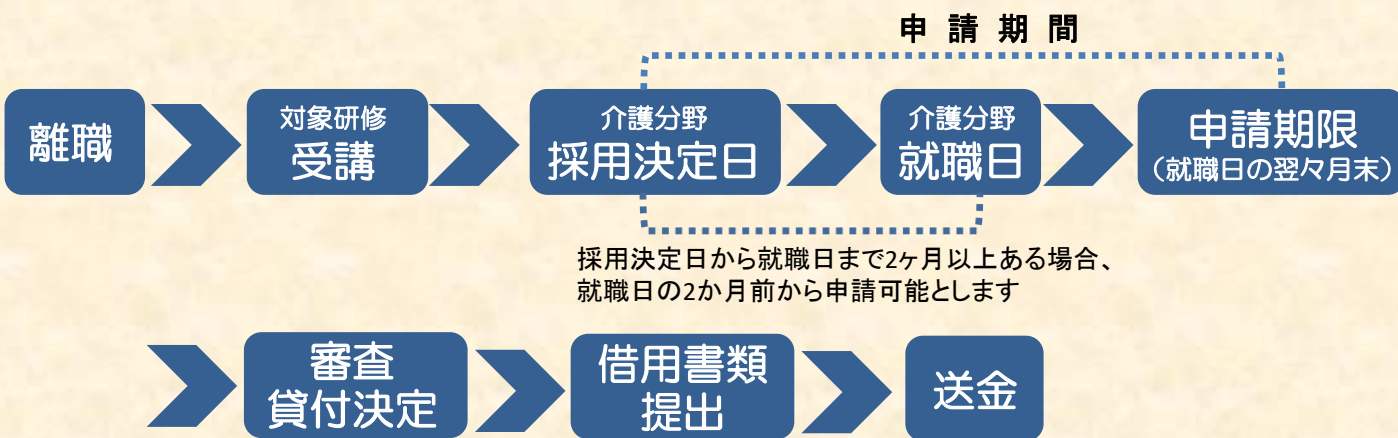 申請期間
離職
対象研修
受講
介護分野
採用決定日
介護分野
就職日
申請期限
（就職日の翌々月末）
採用決定日から就職日まで2ヶ月以上ある場合、
就職日の2か月前から申請可能とします
審査
貸付決定
借用書類
提出
送金